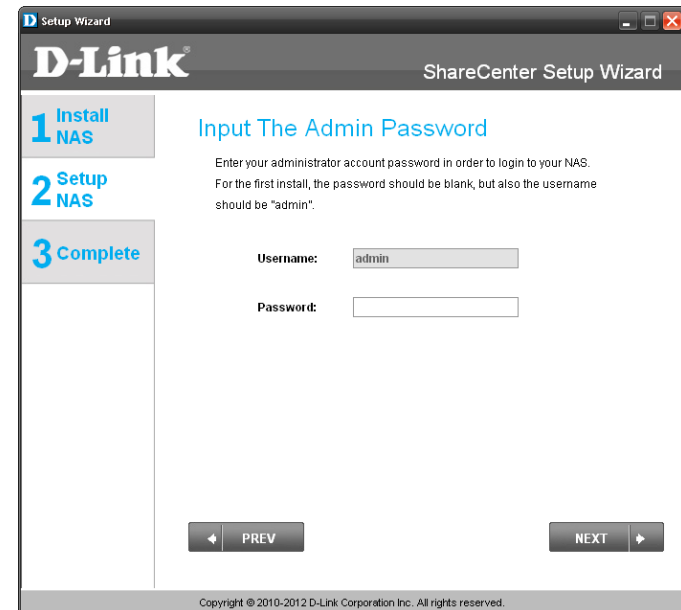 Setup Wizard
D-Link®
ShareCenter Setup Wizard
1 Install
NAS
2 Setup
NAS
3 Complete
Input The Admin Password
Enter your administrator account password in order to login to your NAS.
For the first install, the password should be blank, but also the username
should be "admin".
Username: admin
Password:
PREV
NEXT
Copyright © 2010-2012 D-Link Corporation Inc. All rights reserved.